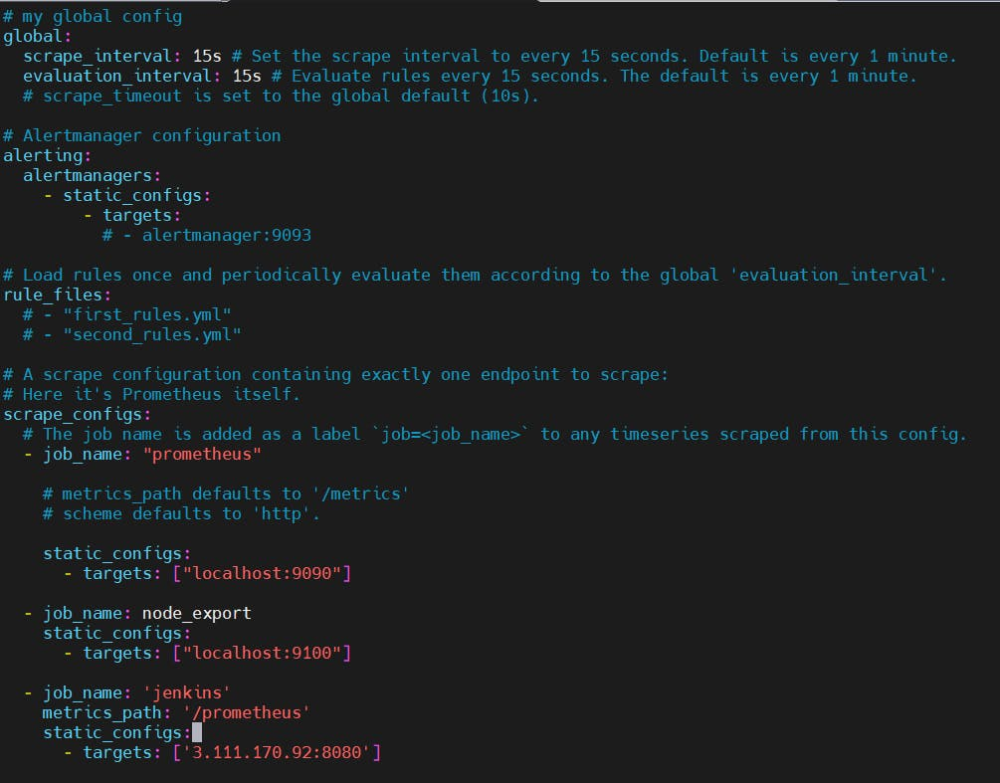 # my global config
global:
  scrape_interval: 15s # Set the scrape interval to every 15 seconds. Default is every 1 minute.
  evaluation_interval: 15s # Evaluate rules every 15 seconds. The default is every 1 minute.
  # scrape_timeout is set to the global default (10s).

# Alertmanager configuration
alerting:
  alertmanagers:
    - static_configs:
        - targets:
          # - alertmanager:9093

# Load rules once and periodically evaluate them according to the global 'evaluation_interval'.
rule_files:
  # - "first_rules.yml"
  # - "second_rules.yml"

# A scrape configuration containing exactly one endpoint to scrape:
# Here it's Prometheus itself.
scrape_configs:
  # The job name is added as a label `job=<job_name>` to any timeseries scraped from this config.
  - job_name: "prometheus"

    # metrics_path defaults to '/metrics'
    # scheme defaults to 'http'.

    static_configs:
      - targets: ["localhost:9090"]

  - job_name: node_export
    static_configs:
      - targets: ["localhost:9100"]

  - job_name: 'jenkins'
    metrics_path: '/prometheus'
    static_configs:
      - targets: ['3.111.170.92:8080']